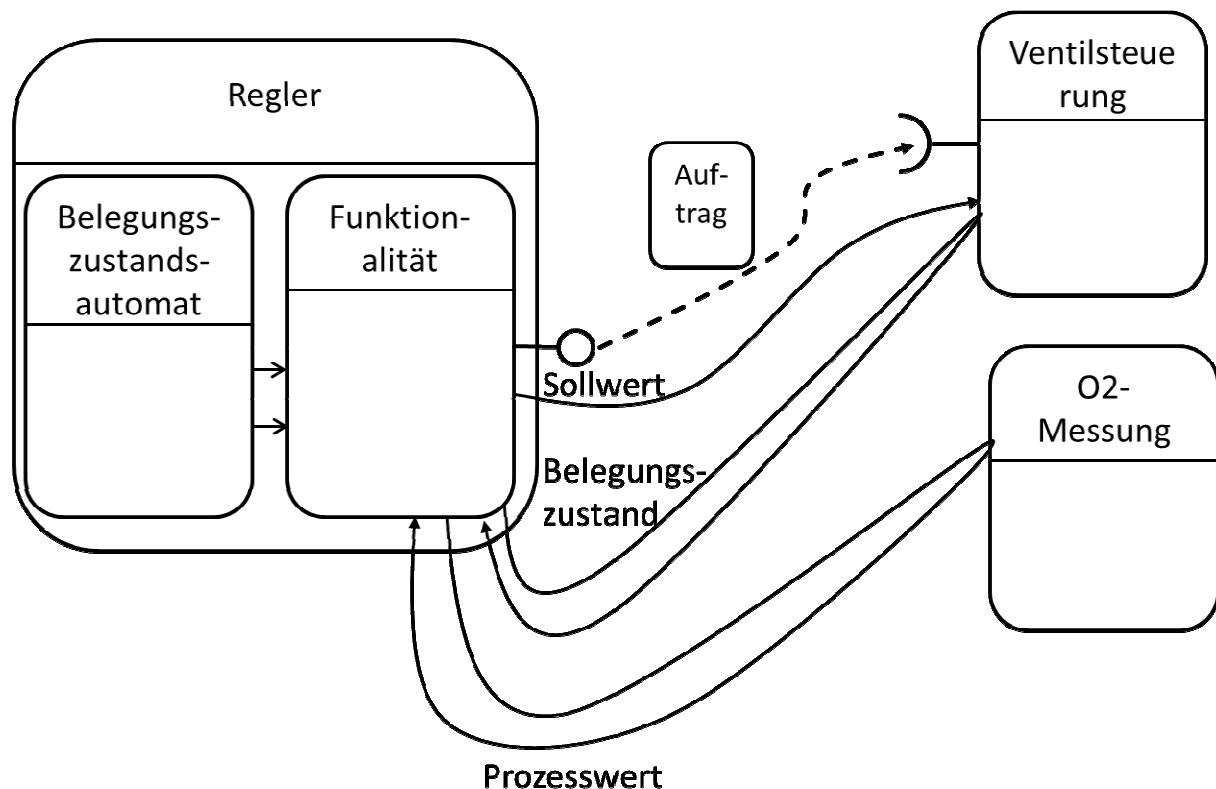 Regler
Belegungs-
zustands-
automat
Funktion-
alität
Auf-
trag
Ventilsteue
rung
Sollwert
O2-
Messung
Belegungs-
zustand
Prozesswert